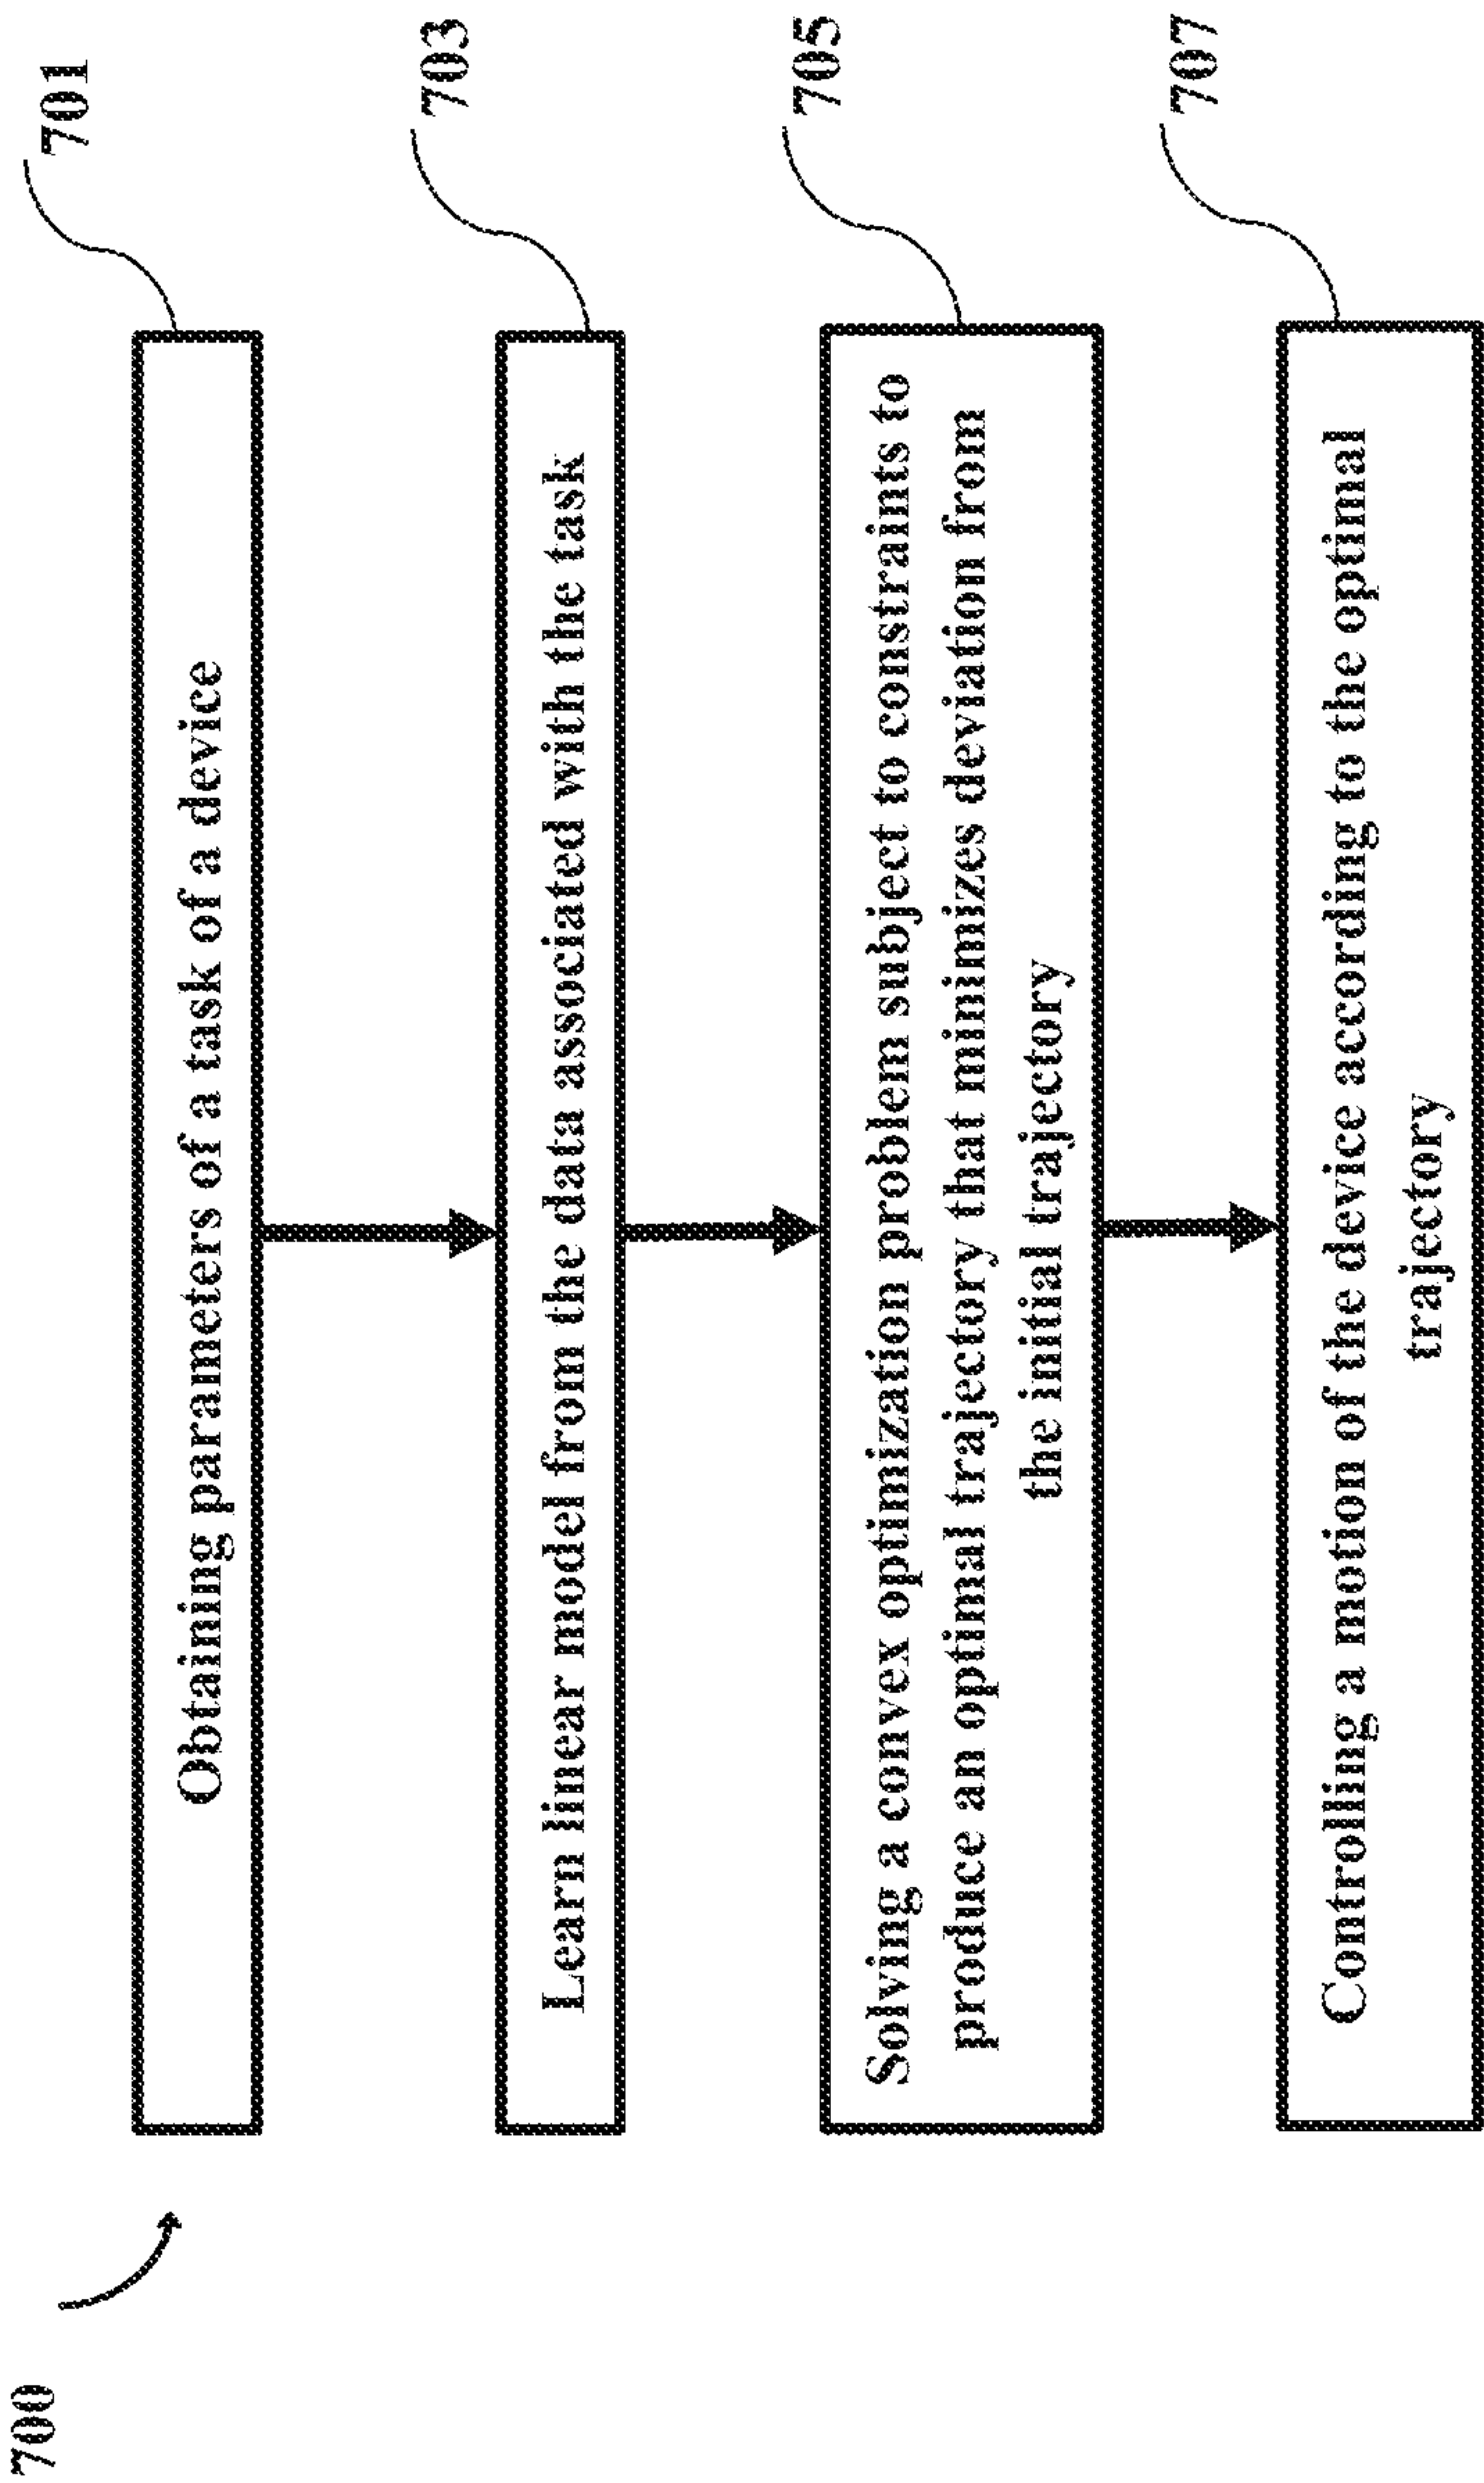 700
701
Obtaining parameters of a task of a device
703
Learn linear model from the data associated with the task
705
Solving a convex optimization problem subject to constraints to
produce an optimal trajectory that minimizes deviation from
the initial trajectory
707
Controlling a motion of the device according to the optimal
trajectory